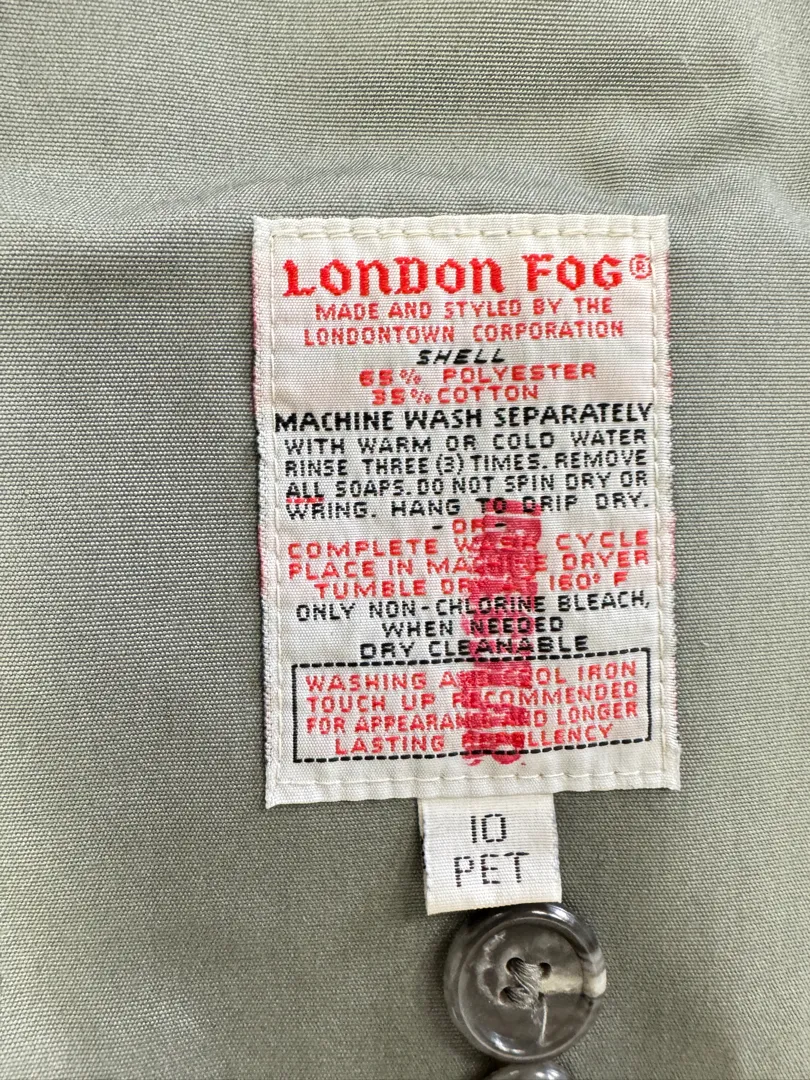 LONDON FOG®
MADE AND STYLED BY THE
LONDONTOWN CORPORATION
SHELL
65% POLYESTER
35% COTTON
MACHINE WASH SEPARATELY
WITH WARM OR COLD WATER
RINSE THREE (3) TIMES. REMOVE
ALL SOAPS. DO NOT SPIN DRY OR
WRING. HANG TO DRIP DRY.
- OR -
COMPLETE WASH CYCLE
PLACE IN MACHINE DRYER
TUMBLE DRY 160° F
ONLY NON-CHLORINE BLEACH,
WHEN NEEDED
DRY CLEANABLE
WASHING AND COOL IRON
TOUCH UP RECOMMENDED
FOR APPEARANCE AND LONGER
LASTING REPELLENCY
10
PET